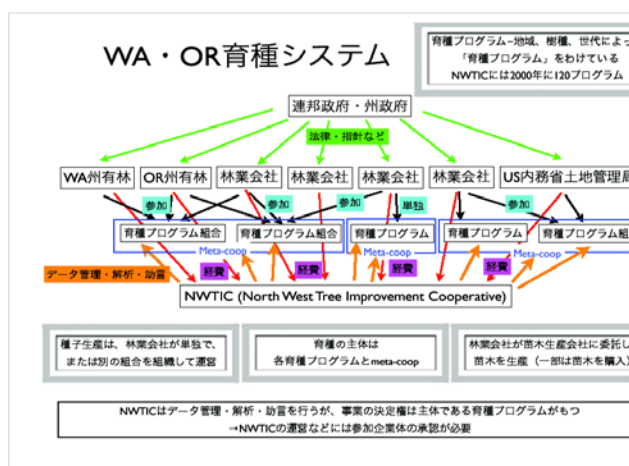 WA・OR育種システム
育種プログラム−地域、樹種、世代によっ
「育種プログラム」をわけている
NWTICには2000年に120プログラム
連邦政府・州政府
法律・指針など
WA州有林 OR州有林 林業会社 林業会社 林業会社 林業会社 US内務省土地管理局
参加 参加 参加 単独 参加
育種プログラム組合 育種プログラム組合 育種プログラム 育種プログラム 育種プログラム組
Meta-coop Meta-coop Meta-coop
データ管理・解析・助言 経費 経費 経費 経費
NWTIC (North West Tree Improvement Cooperative)
種子生産は、林業会社が単独で、
または別の組合を組織して運営
育種の主体は
各育種プログラムとmeta-coop
林業会社が苗木生産会社に委託し
苗木を生産（一部は苗木を購入）
NWTICはデータ管理・解析・助言を行うが、事業の決定権は主体である育種プログラムがもつ
→NWTICの運営などには参加企業体の承認が必要